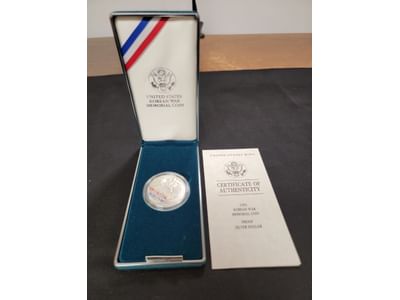 UNITED STATES
KOREAN WAR
MEMORIAL COIN
UNITED STATES MINT
CERTIFICATE OF
AUTHENTICITY
1991
KOREAN WAR
MEMORIAL COIN
PROOF
SILVER DOLLAR